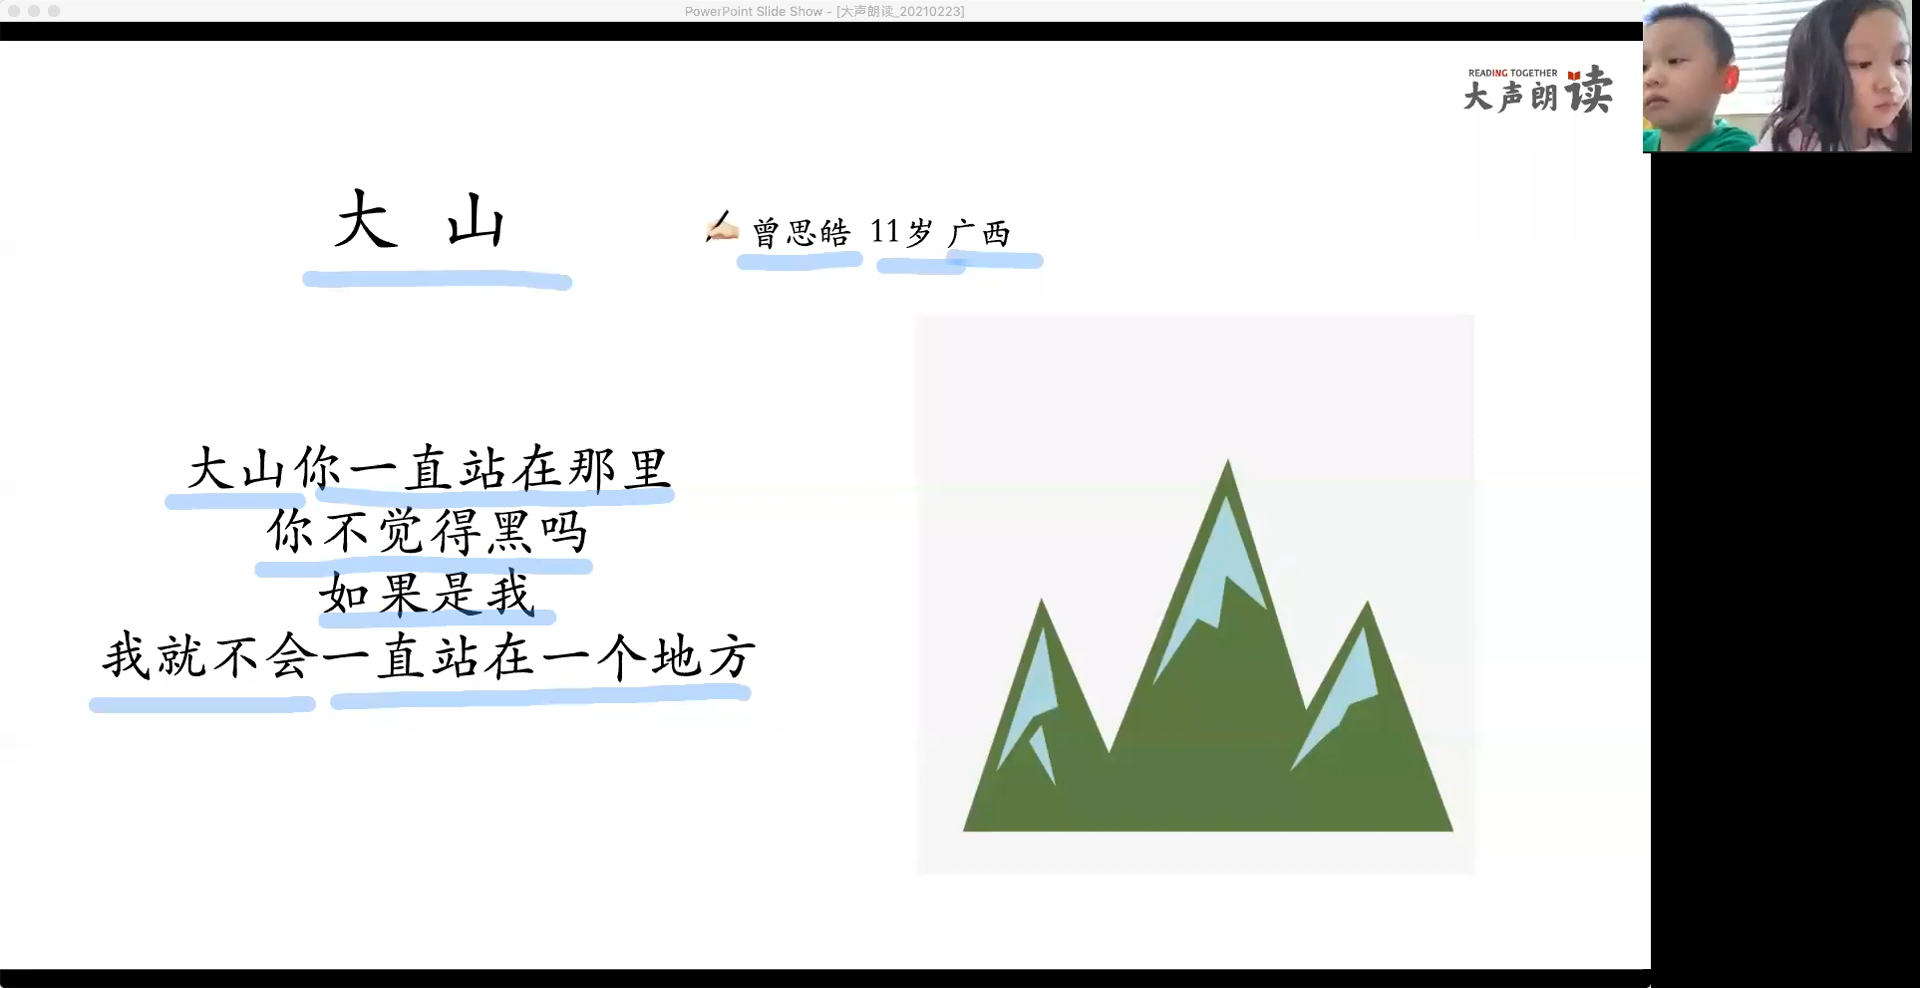 PowerPoint Slide Show - [大声朗读_20210223]
READING TOGETHER
大声朗读
大 山
曾思皓 11岁 广西
大山你一直站在那里
你不觉得黑吗
如果是我
我就不会一直站在一个地方